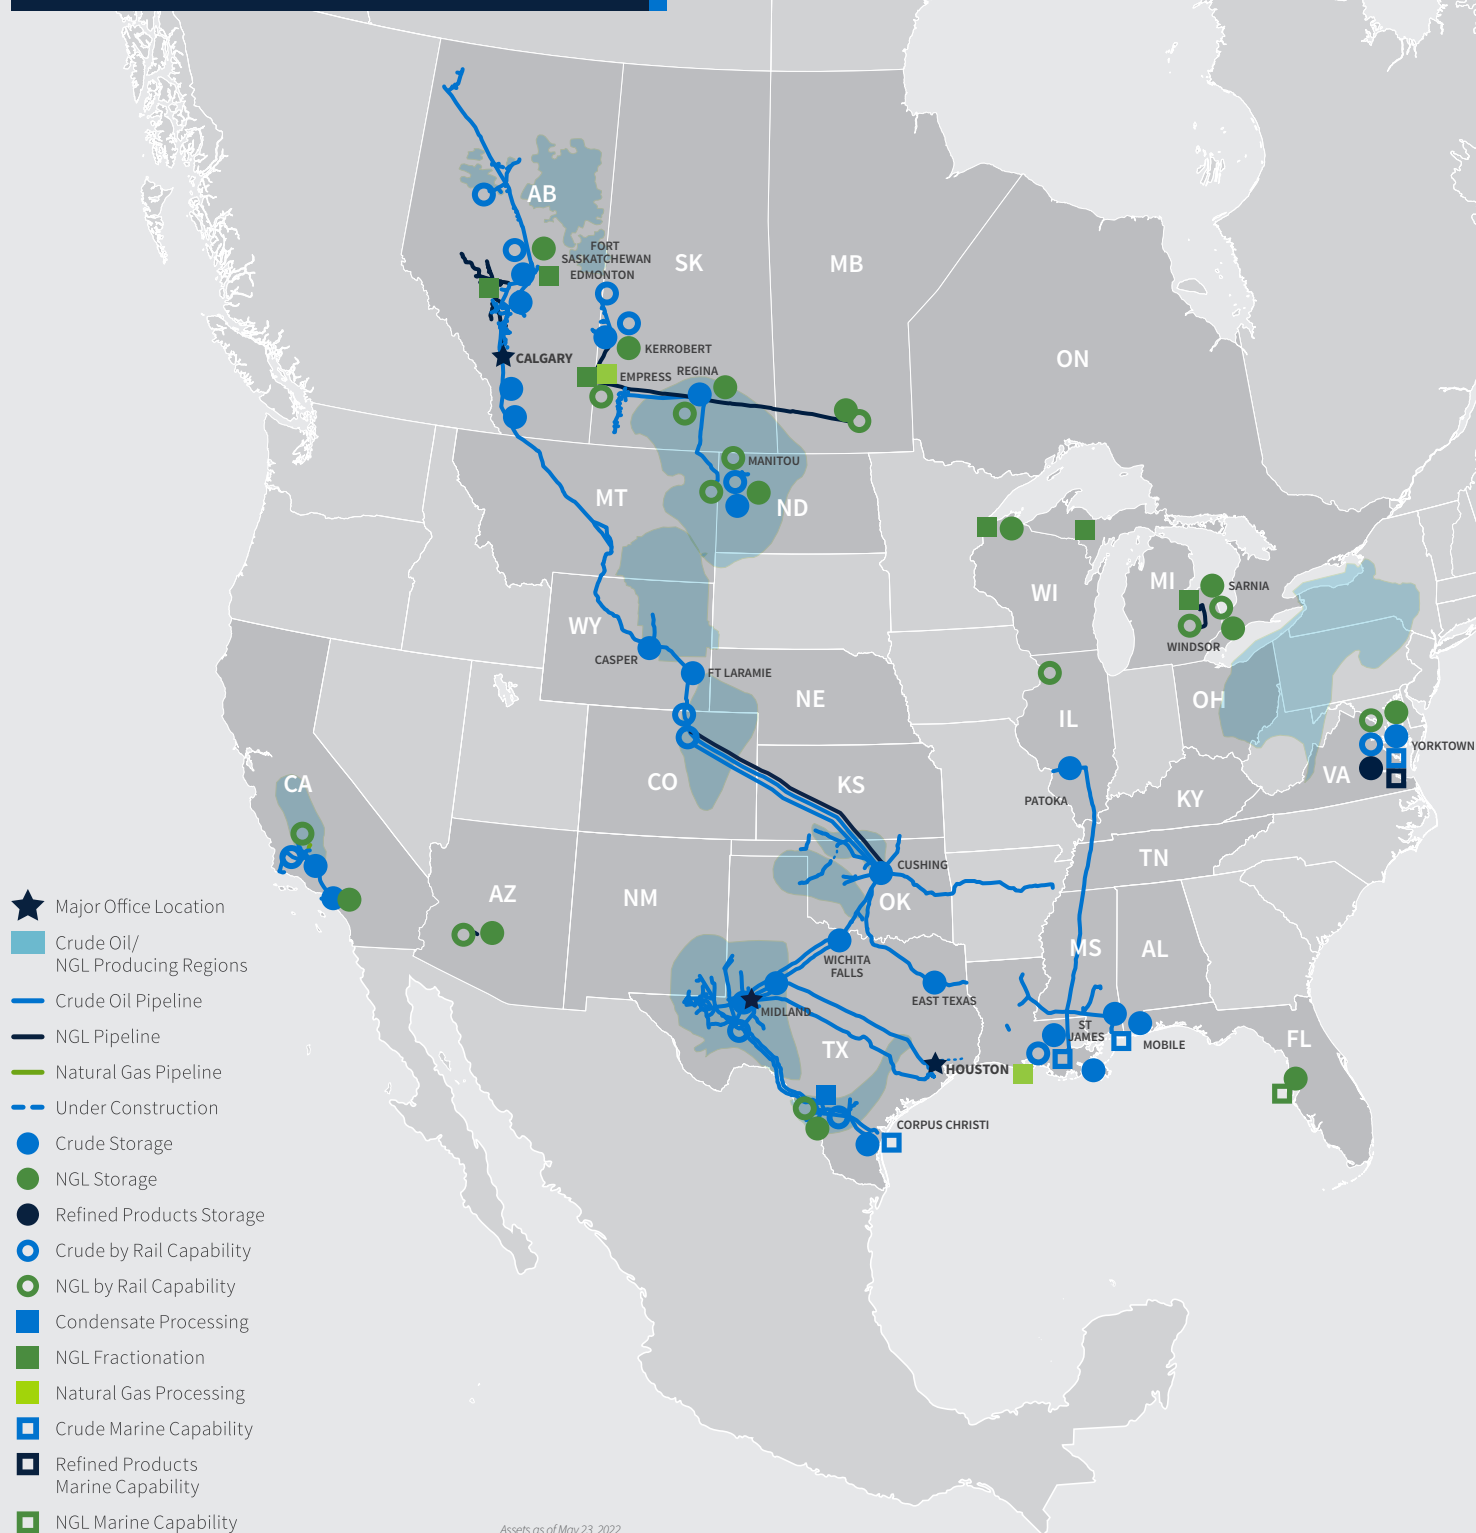 AB
FORT
SASKATCHEWAN
EDMONTON
SK
MB
ON
CALGARY
KERROBERT
EMPRESS
REGINA
MANITOU
MT
ND
WI
MI
SARNIA
WINDSOR
WY
CASPER
FT LARAMIE
NE
IL
OH
YORKTOWN
VA
CA
CO
KS
PATOKA
KY
TN
CUSHING
AZ
NM
OK
MS
AL
WICHITA
FALLS
EAST TEXAS
MIDLAND
ST
JAMES
MOBILE
FL
TX
HOUSTON
CORPUS CHRISTI
Major Office Location
Crude Oil/
NGL Producing Regions
Crude Oil Pipeline
NGL Pipeline
Natural Gas Pipeline
Under Construction
Crude Storage
NGL Storage
Refined Products Storage
Crude by Rail Capability
NGL by Rail Capability
Condensate Processing
NGL Fractionation
Natural Gas Processing
Crude Marine Capability
Refined Products
Marine Capability
NGL Marine Capability
Assets as of May 23, 2022